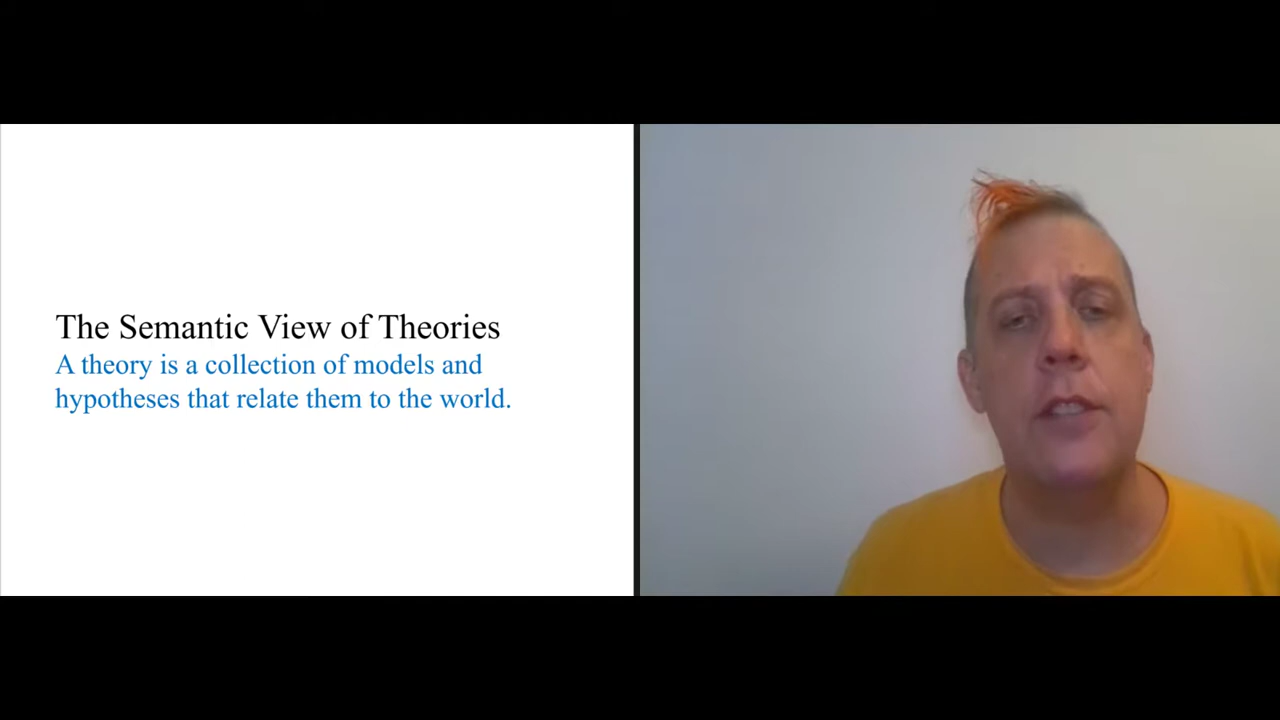 The Semantic View of Theories
A theory is a collection of models and
hypotheses that relate them to the world.